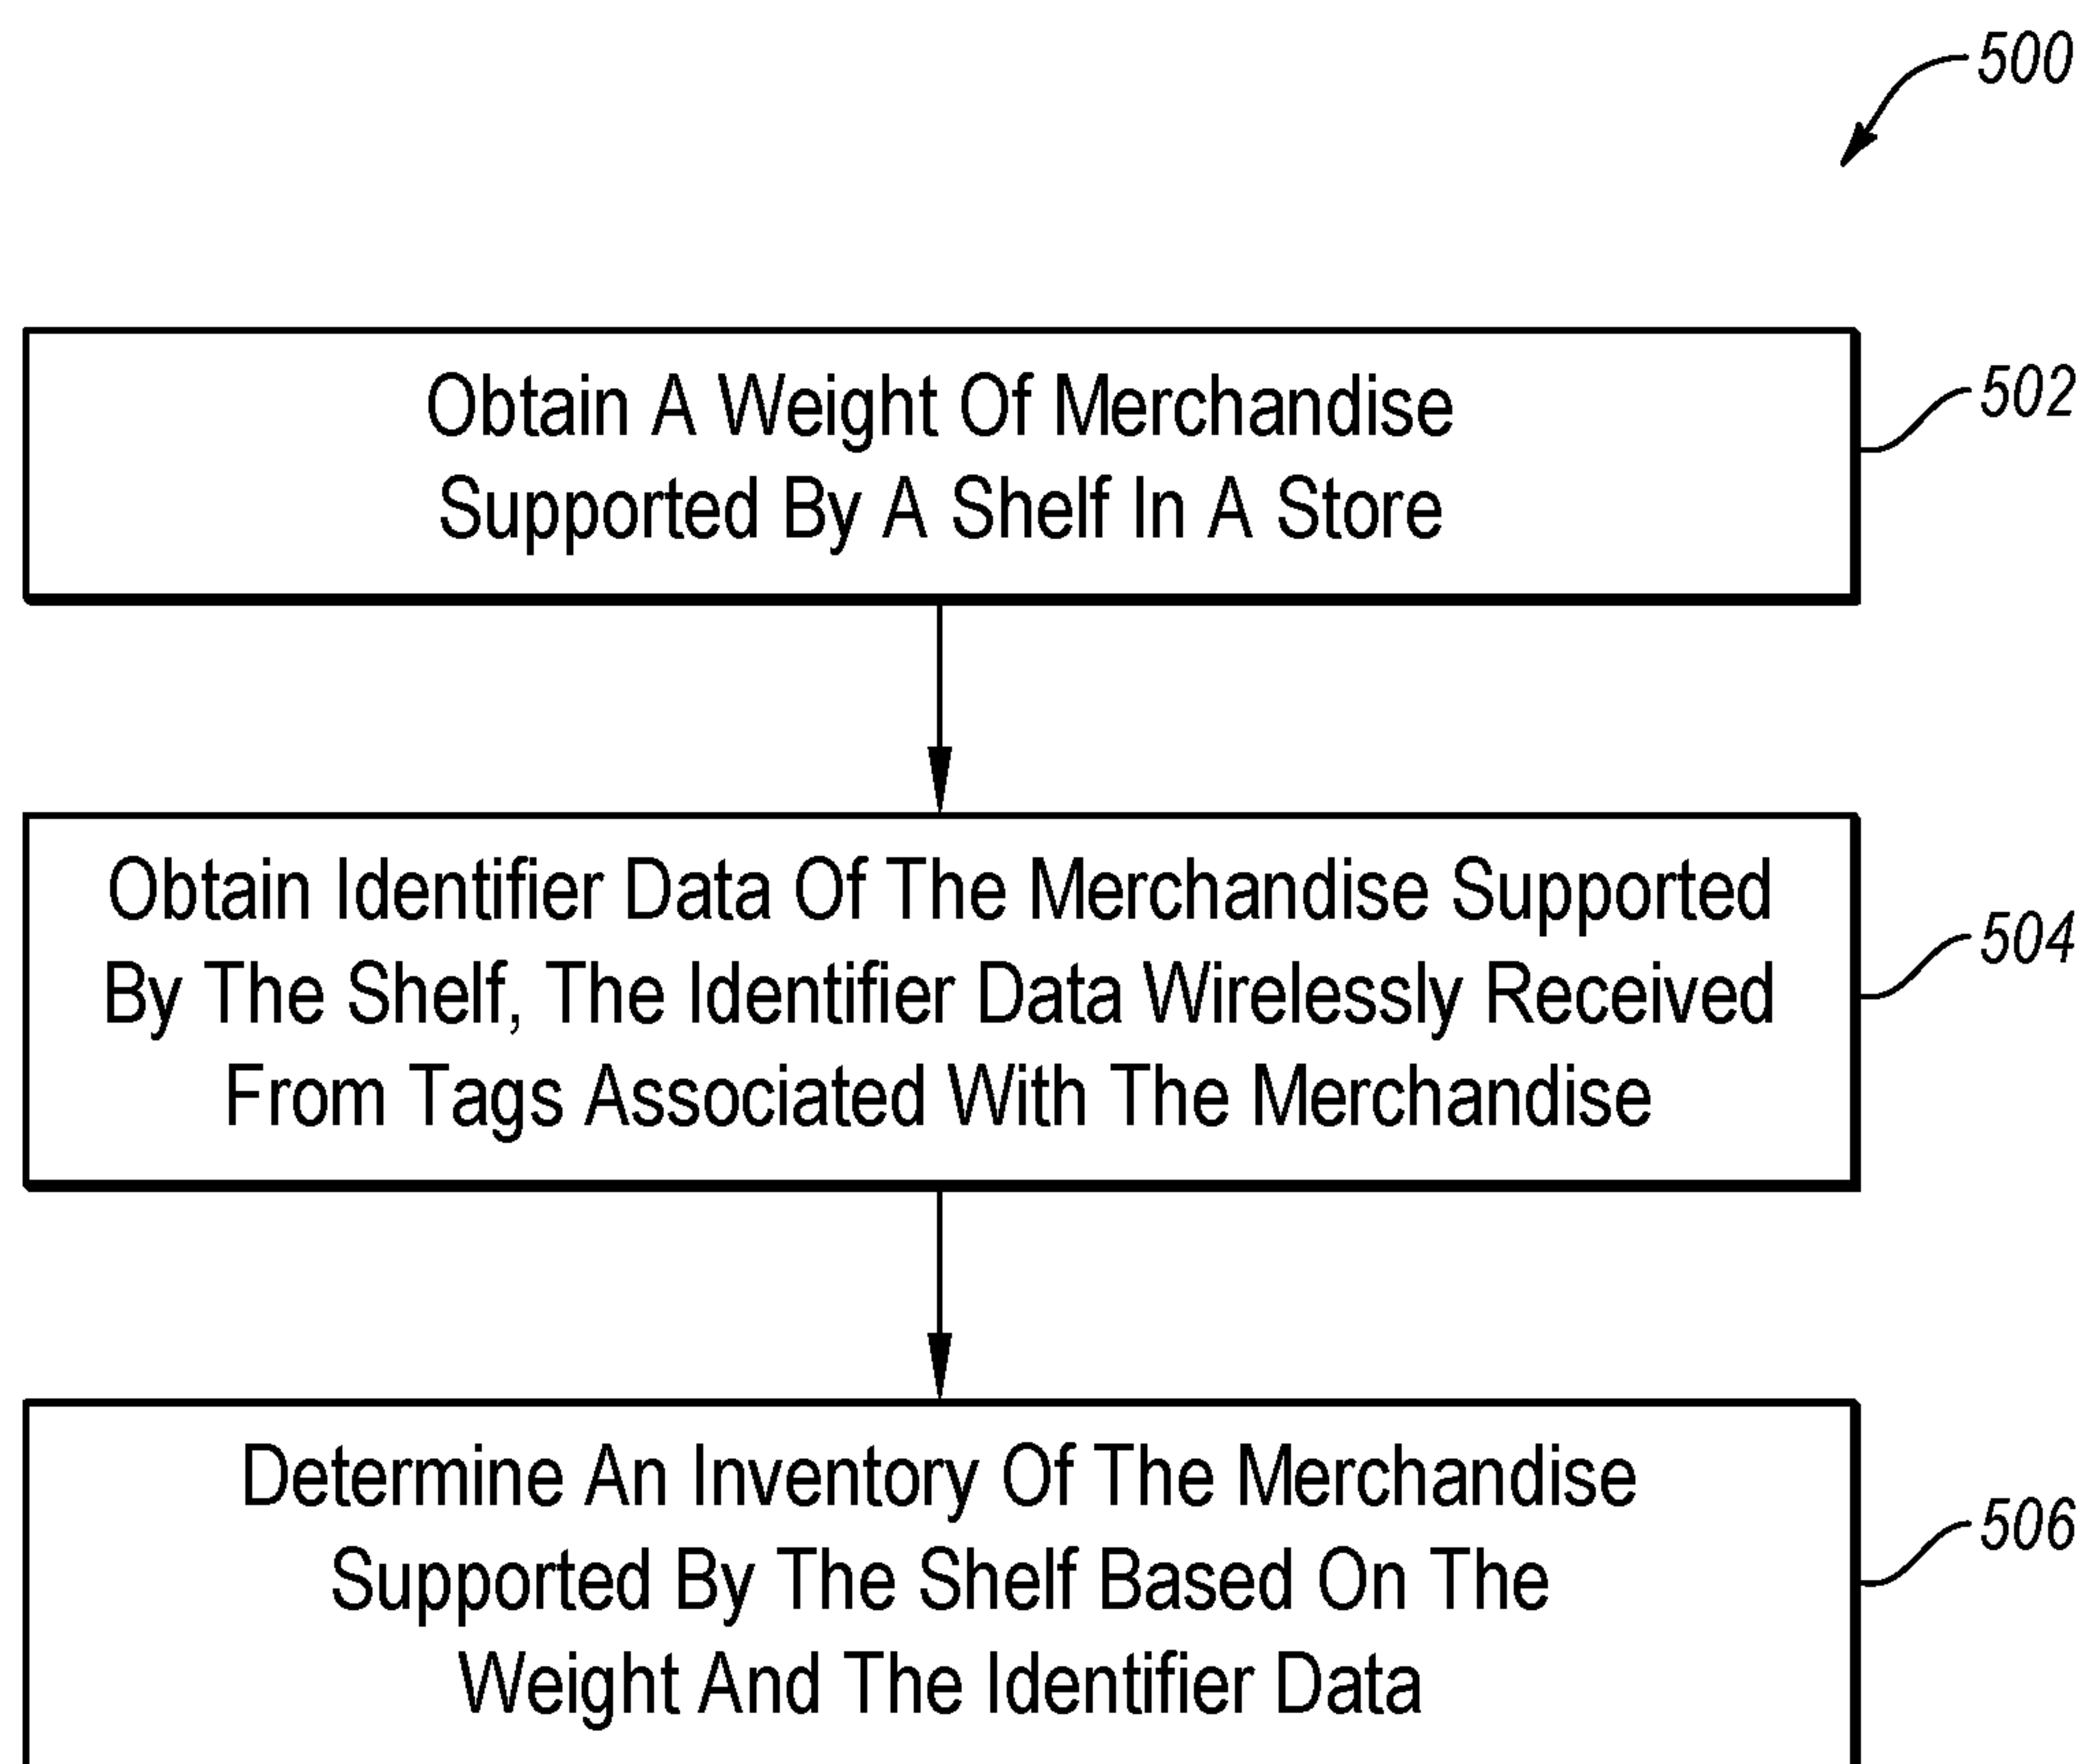 500
Obtain A Weight Of Merchandise
Supported By A Shelf In A Store
502
Obtain Identifier Data Of The Merchandise Supported
By The Shelf, The Identifier Data Wirelessly Received
From Tags Associated With The Merchandise
504
Determine An Inventory Of The Merchandise
Supported By The Shelf Based On The
Weight And The Identifier Data
506